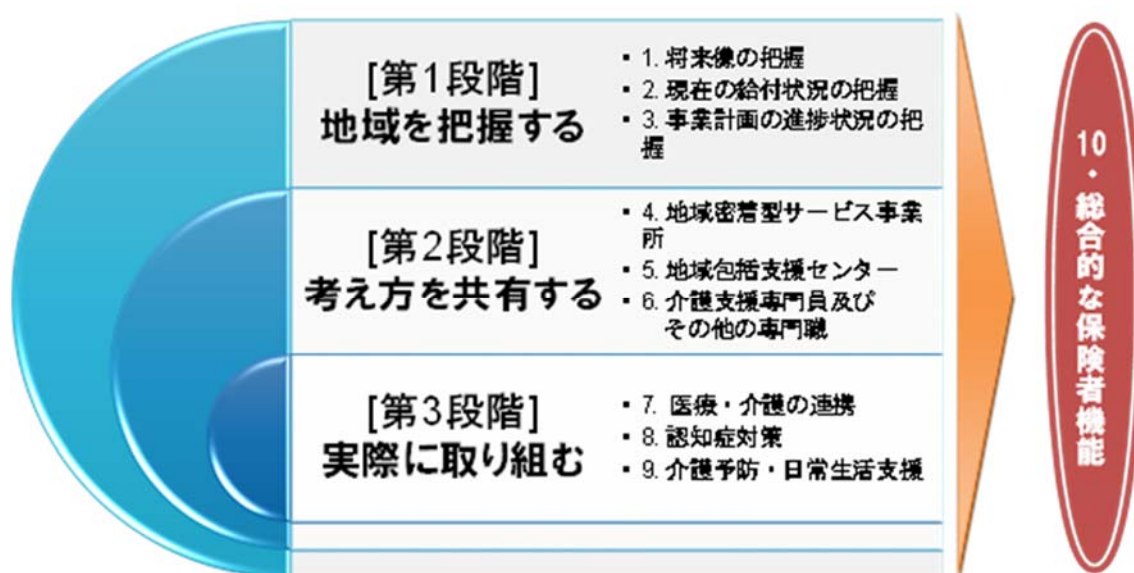 [第1段階]
地域を把握する
▪ 1. 将来像の把握
▪ 2. 現在の給付状況の把握
▪ 3. 事業計画の進捗状況の把
握
[第2段階]
考え方を共有する
▪ 4. 地域密着型サービス事業
所
▪ 5. 地域包括支援センター
▪ 6. 介護支援専門員及び
その他の専門職
[第3段階]
実際に取り組む
▪ 7. 医療・介護の連携
▪ 8. 認知症対策
▪ 9. 介護予防・日常生活支援
10・総合的な保険者機能